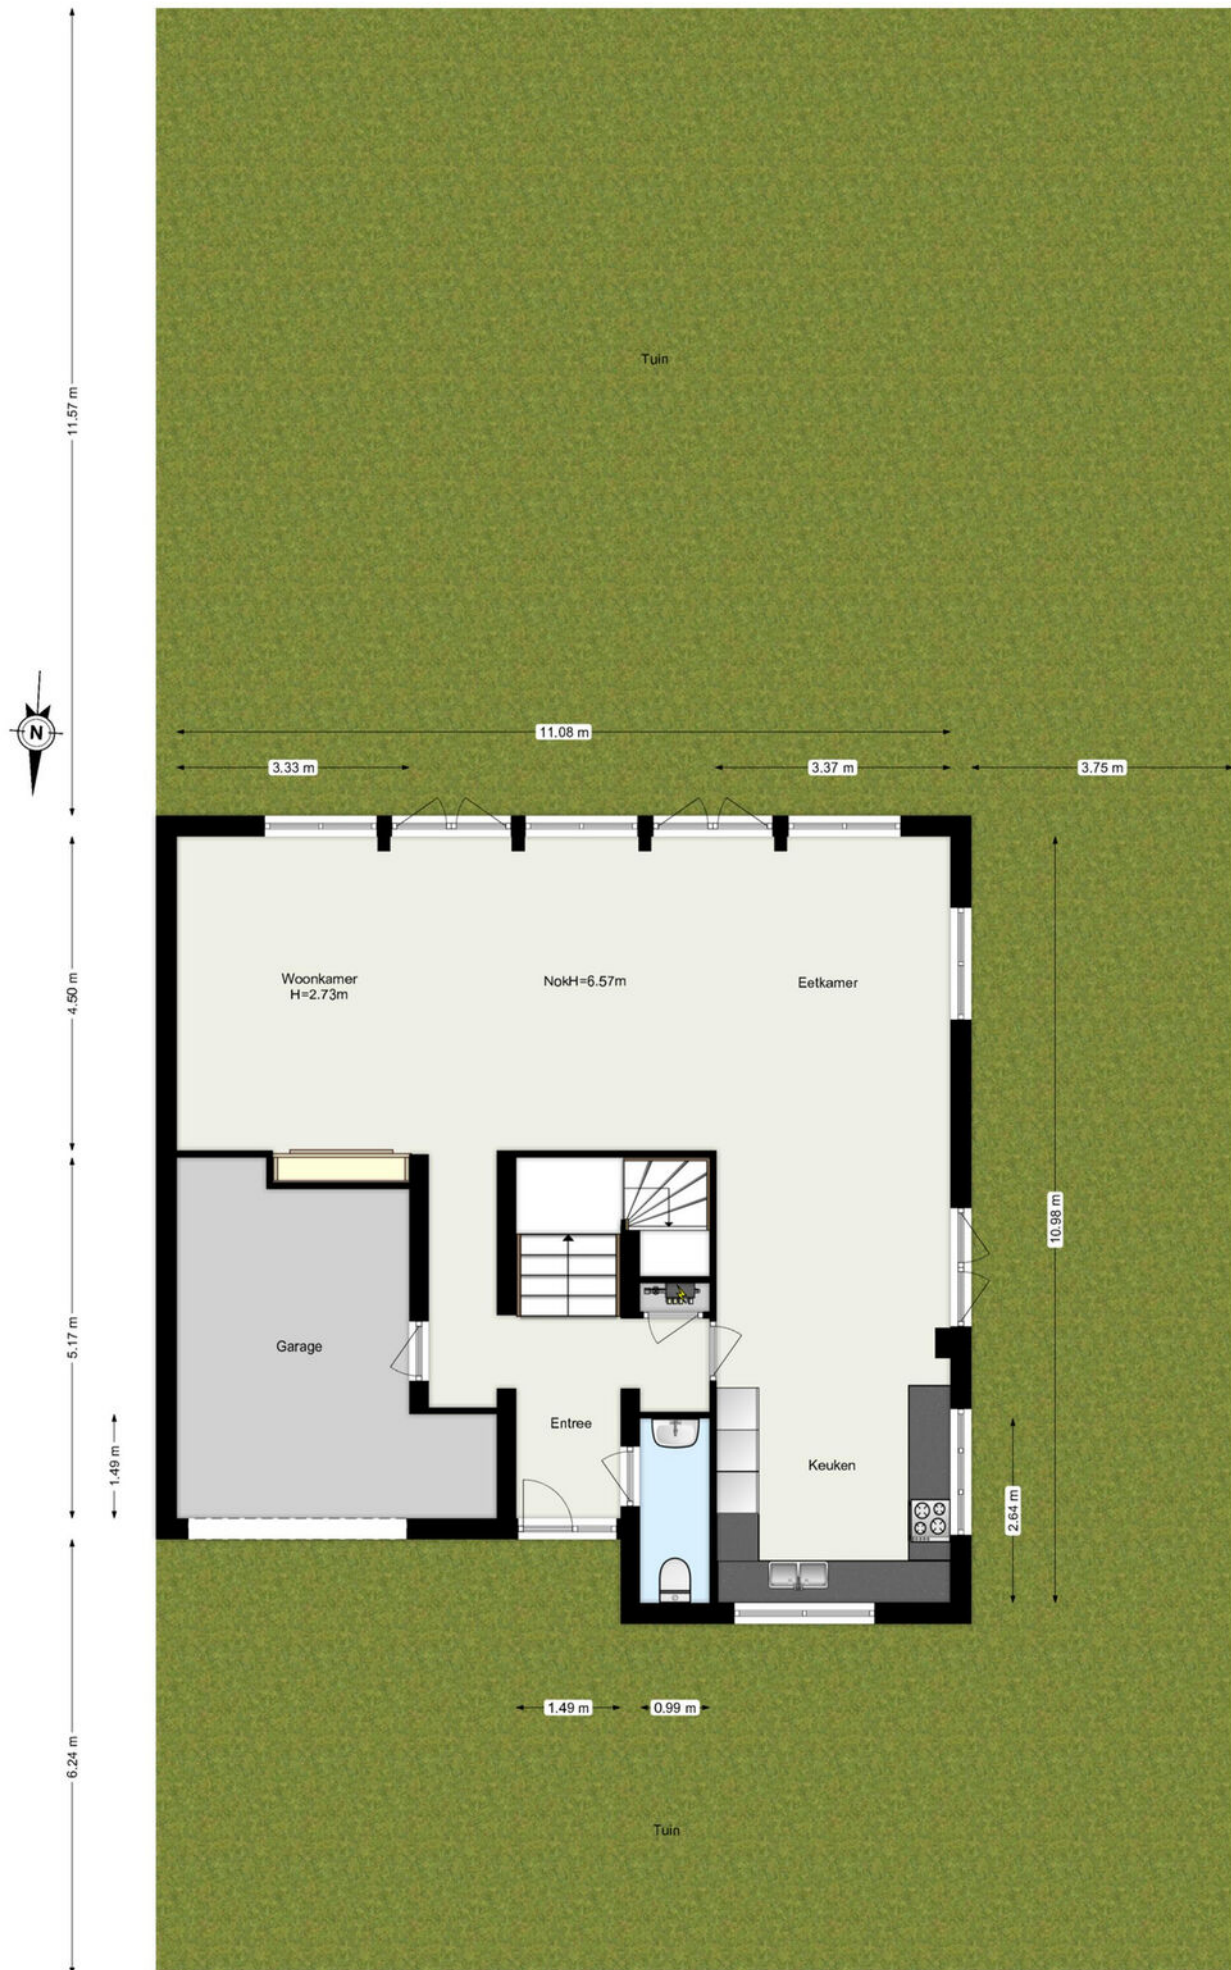 Tuin
11.57 m
N
11.08 m
3.33 m
3.37 m
3.75 m
Woonkamer
H=2.73m
NokH=6.57m
Eetkamer
4.50 m
10.98 m
Garage
5.17 m
Entree
Keuken
1.49 m
2.64 m
1.49 m
0.99 m
6.24 m
Tuin